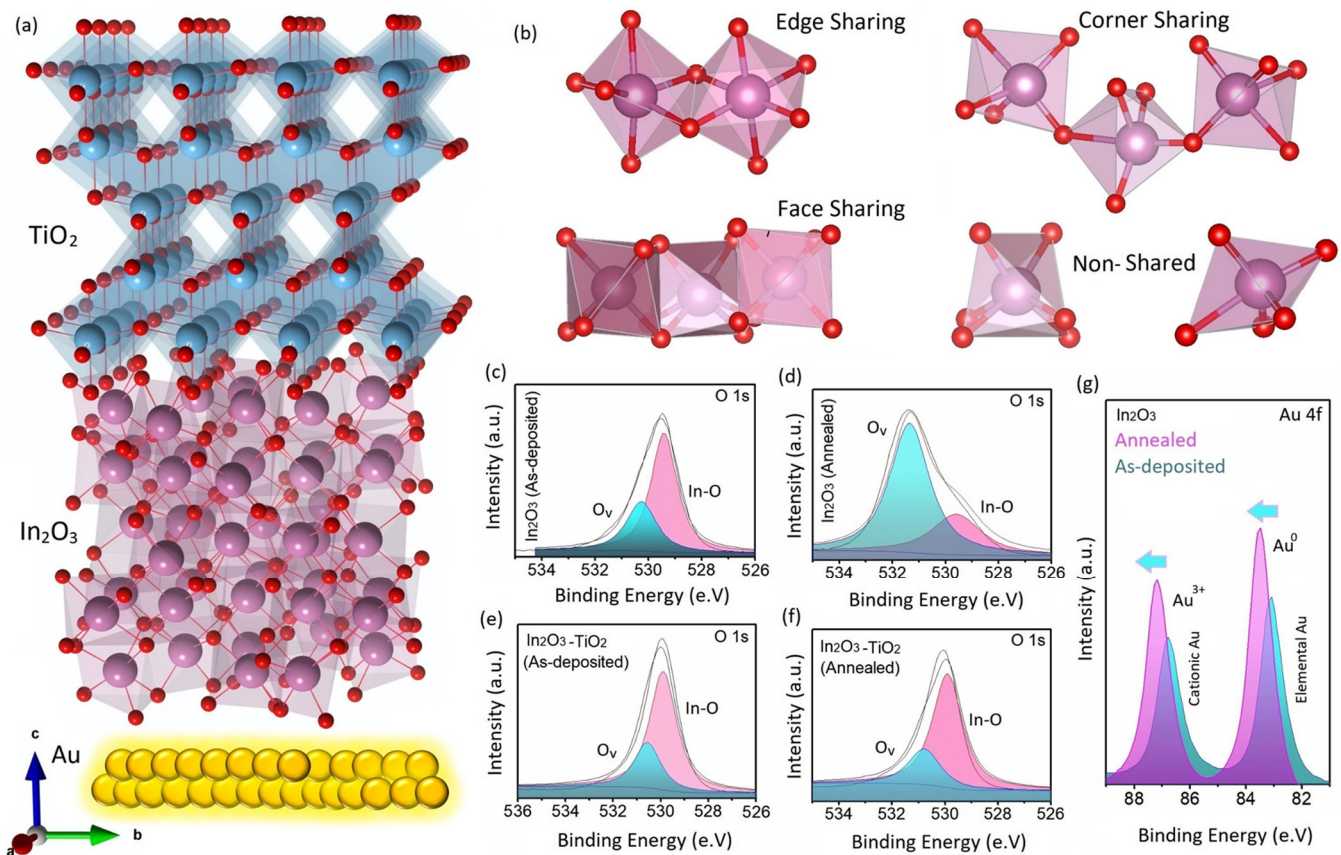 (a)
TiO₂
In₂O₃
Au
c
b
a
(b)
Edge Sharing
Corner Sharing
Face Sharing
Non-Shared
(c)
O 1s
In₂O₃ (As-deposited)
Intensity (a.u.)
Oᵥ
In-O
534 532 530 528 526
Binding Energy (e.V)
(d)
O 1s
In₂O₃ (Annealed)
Intensity (a.u.)
Oᵥ
In-O
534 532 530 528 526
Binding Energy (e.V)
(e)
O 1s
In₂O₃-TiO₂
(As-deposited)
Intensity (a.u.)
Oᵥ
In-O
536 534 532 530 528 526
Binding Energy (e.V)
(f)
O 1s
In₂O₃-TiO₂
(Annealed)
Intensity (a.u.)
Oᵥ
In-O
536 534 532 530 528 526
Binding Energy (e.V)
(g)
In₂O₃
Au 4f
Annealed
As-deposited
Au⁰
Au³⁺
Cationic Au
Elemental Au
Intensity (a.u.)
88 86 84 83 82
Binding Energy (e.V)